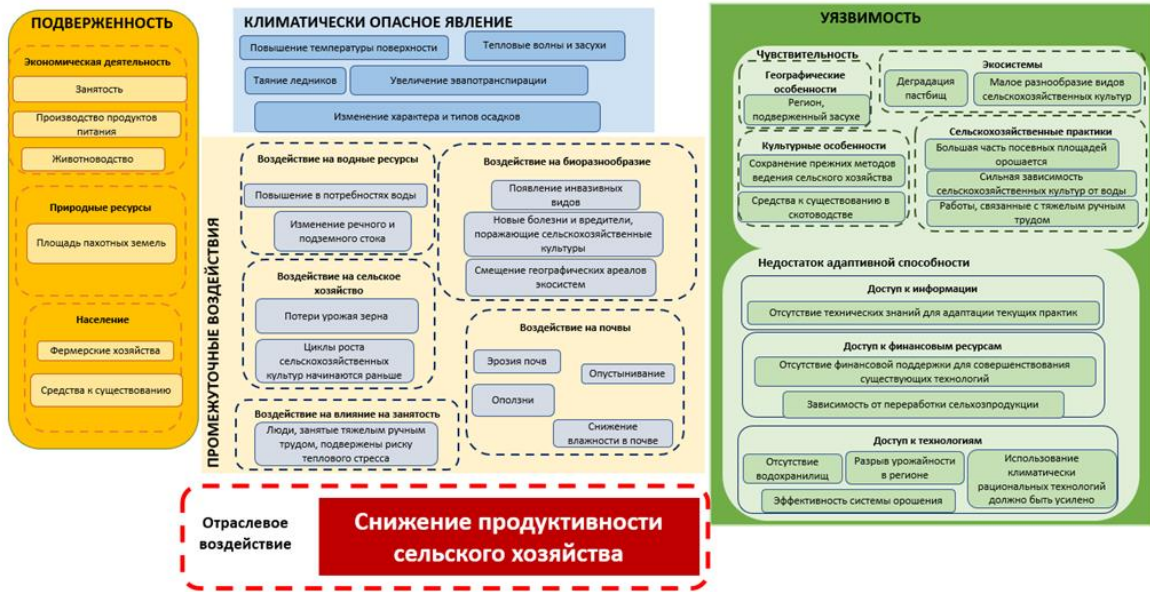 ПОДВЕРЖЕННОСТЬ
Экономическая деятельность
Занятость
Производство продуктов
питания
Животноводство
Природные ресурсы
Площадь пахотных земель
Население
Фермерские хозяйства
Средства к существованию
КЛИМАТИЧЕСКИ ОПАСНОЕ ЯВЛЕНИЕ
Повышение температуры поверхности
Тепловые волны и засухи
Таяние ледников
Увеличение эвапотранспирации
Изменение характера и типов осадков
ПРОМЕЖУТОЧНЫЕ ВОЗДЕЙСТВИЯ
Воздействие на водные ресурсы
Повышение в потребностях воды
Изменение речного и
подземного стока
Воздействие на сельское
хозяйство
Потери урожая зерна
Циклы роста
сельскохозяйственных
культур начинаются раньше
Воздействие на влияние на занятость
Люди, занятые тяжелым ручным
трудом, подвержены риску
теплового стресса
Воздействие на биоразнообразие
Появление инвазивных
видов
Новые болезни и вредители,
поражающие сельскохозяйственные
культуры
Смещение географических ареалов
экосистем
Воздействие на почвы
Эрозия почв
Опустынивание
Оползни
Снижение
влажности в почве
Отраслевое
воздействие
Снижение продуктивности
сельского хозяйства
УЯЗВИМОСТЬ
Чувствительность
Географические
особенности
Регион,
подверженный засухе
Экосистемы
Деградация
пастбищ
Малое разнообразие видов
сельскохозяйственных культур
Культурные особенности
Сохранение прежних методов
ведения сельского хозяйства
Средства к существованию в
скотоводстве
Сельскохозяйственные практики
Большая часть посевных площадей
орошается
Сильная зависимость
сельскохозяйственных культур от воды
Работы, связанные с тяжелым ручным
трудом
Недостаток адаптивной способности
Доступ к информации
Отсутствие технических знаний для адаптации текущих практик
Доступ к финансовым ресурсам
Отсутствие финансовой поддержки для совершенствования
существующих технологий
Зависимость от переработки сельхозпродукции
Доступ к технологиям
Отсутствие
водохранилищ
Разрыв урожайности
в регионе
Использование
климатически
рациональных технологий
должно быть усилено
Эффективность системы орошения